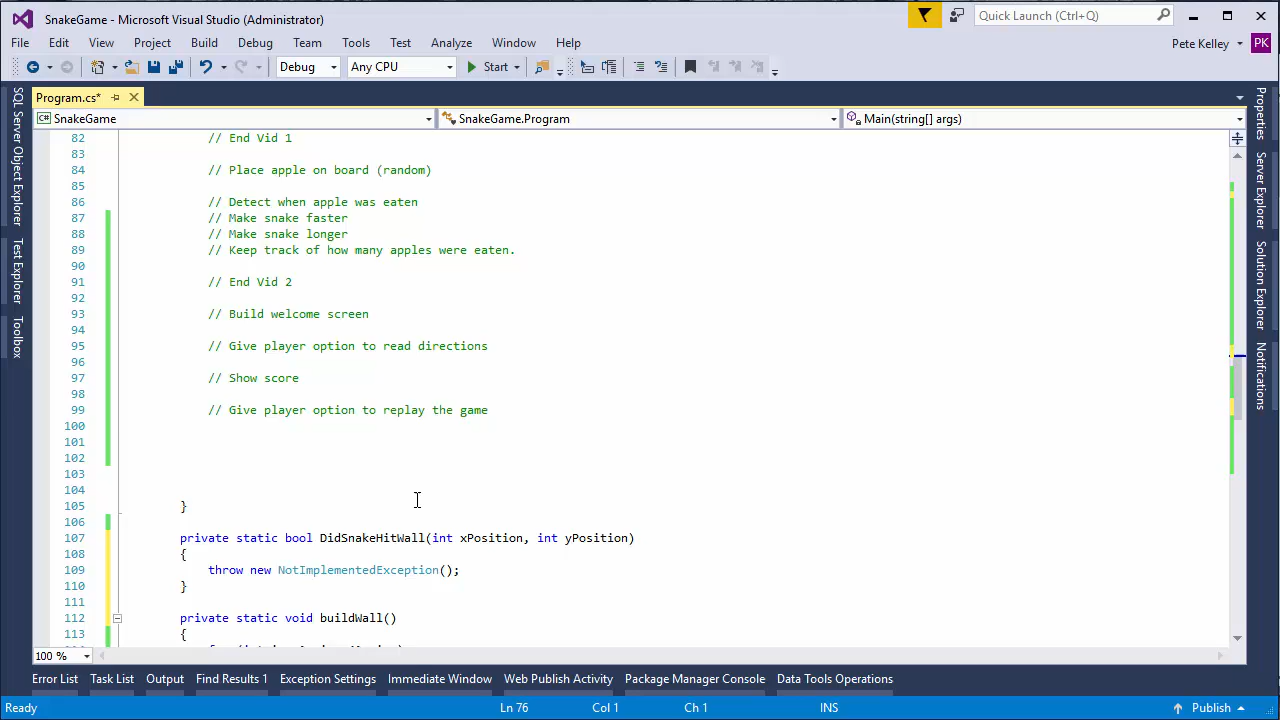 SnakeGame - Microsoft Visual Studio (Administrator)
Quick Launch (Ctrl+Q)
File Edit View Project Build Debug Team Tools Test Analyze Window Help
Pete Kelley PK
Debug Any CPU Start
Program.cs*
C# SnakeGame
SnakeGame.Program
Main(string[] args)
SQL Server Object Explorer
Test Explorer
Toolbox
82 // End Vid 1
83
84 // Place apple on board (random)
85
86 // Detect when apple was eaten
87 // Make snake faster
88 // Make snake longer
89 // Keep track of how many apples were eaten.
90
91 // End Vid 2
92
93 // Build welcome screen
94
95 // Give player option to read directions
96
97 // Show score
98
99 // Give player option to replay the game
100
101
102
103
104
105 }
106
107 private static bool DidSnakeHitWall(int xPosition, int yPosition)
108 {
109 throw new NotImplementedException();
110 }
111
112 private static void buildWall()
113 {
Properties
Server Explorer
Solution Explorer
Notifications
100 %
Error List Task List Output Find Results 1 Exception Settings Immediate Window Web Publish Activity Package Manager Console Data Tools Operations
Ready Ln 76 Col 1 Ch 1 INS Publish